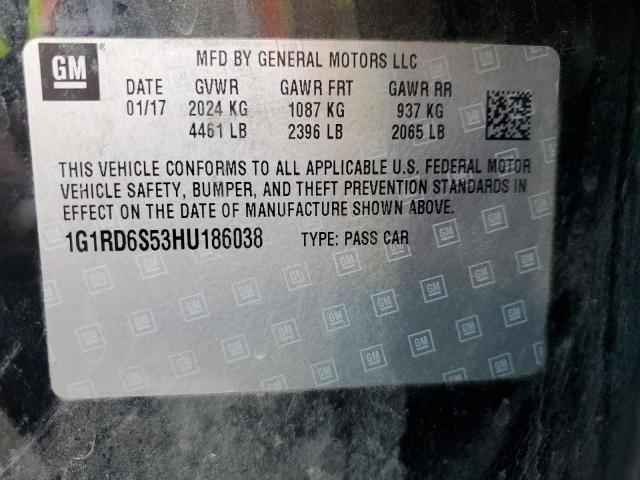 GM
®
MFD BY GENERAL MOTORS LLC
DATE GVWR GAWR FRT GAWR RR
01/17 2024 KG 1087 KG 937 KG
4461 LB 2396 LB 2065 LB
THIS VEHICLE CONFORMS TO ALL APPLICABLE U.S. FEDERAL MOTOR
VEHICLE SAFETY, BUMPER, AND THEFT PREVENTION STANDARDS IN
EFFECT ON THE DATE OF MANUFACTURE SHOWN ABOVE.
1G1RD6S53HU186038 TYPE: PASS CAR